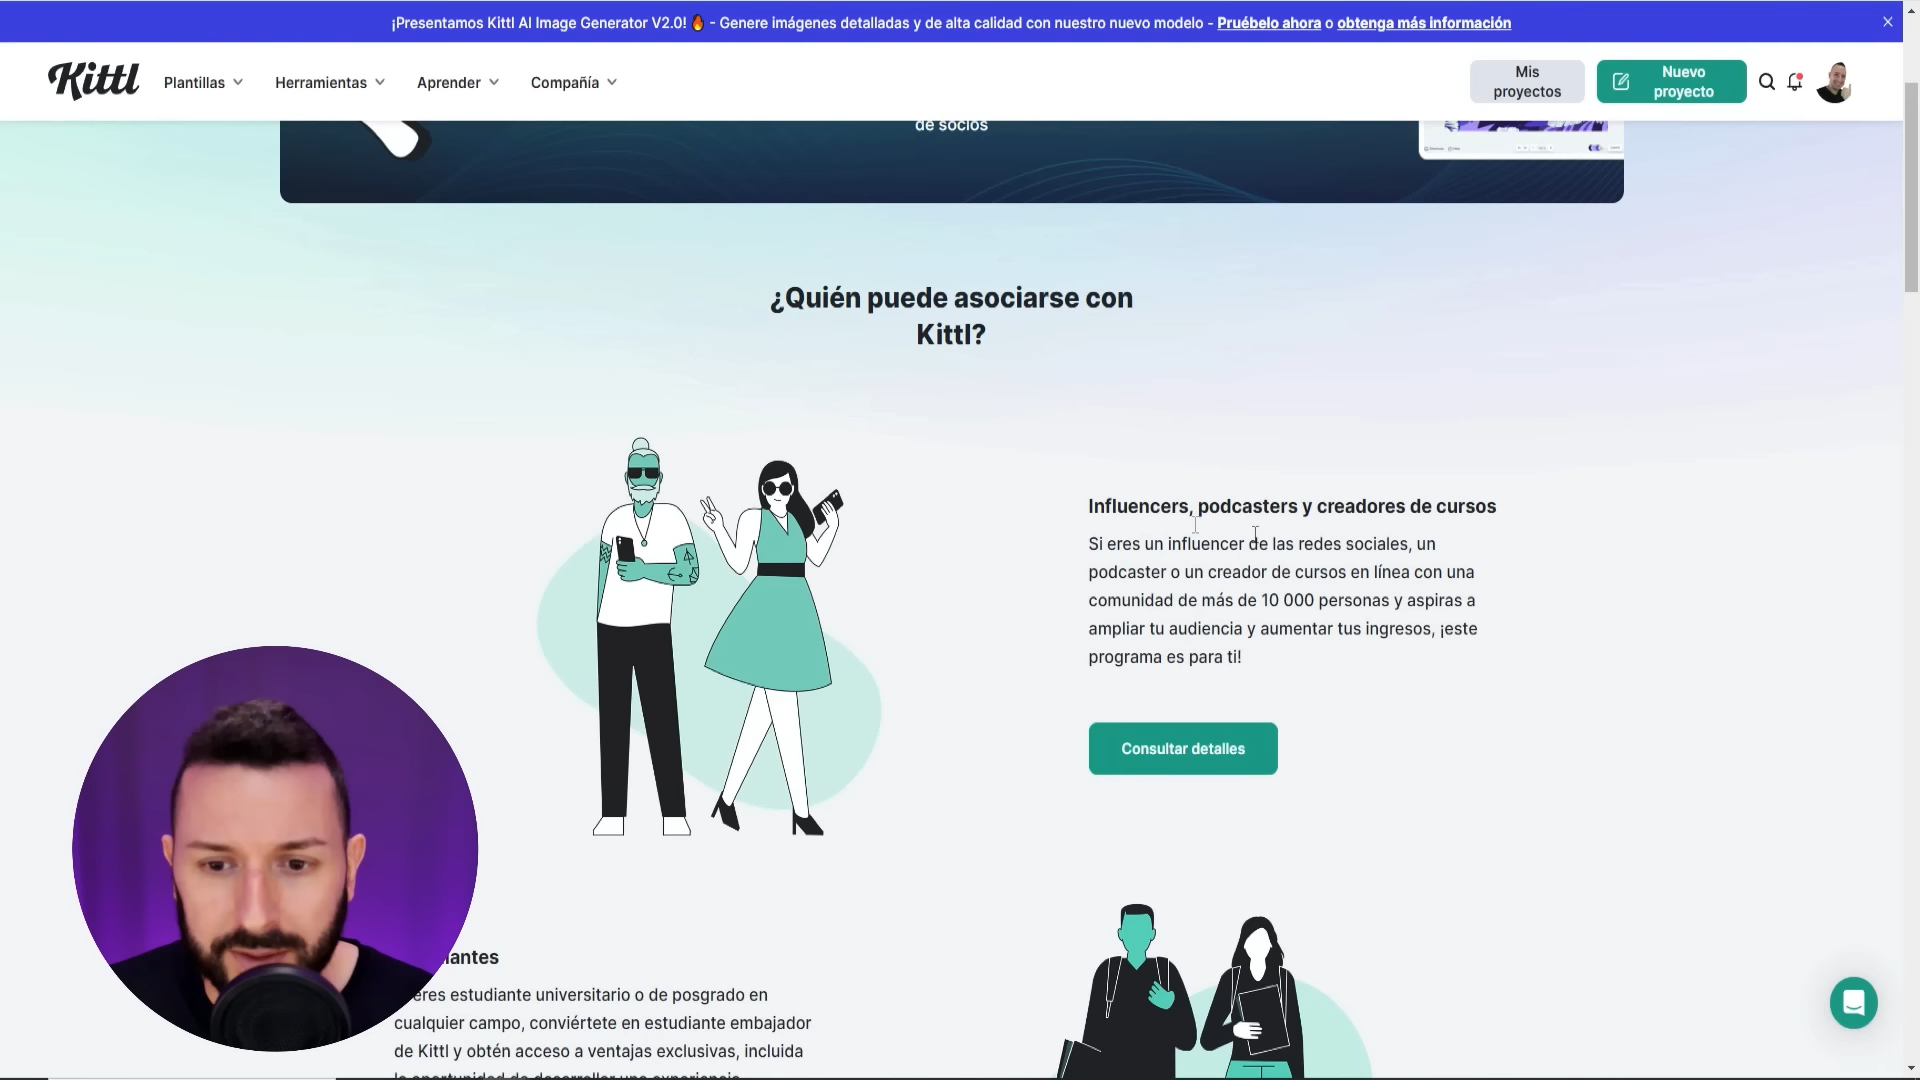 ¡Presentamos Kittl AI Image Generator V2.0! 🔥 - Genere imágenes detalladas y de alta calidad con nuestro nuevo modelo - Pruébelo ahora o obtenga más información
Kittl
Plantillas
Herramientas
Aprender
Compañía
Mis
proyectos
Nuevo
proyecto
de socios
¿Quién puede asociarse con
Kittl?
Influencers, podcasters y creadores de cursos
Si eres un influencer de las redes sociales, un
podcaster o un creador de cursos en línea con una
comunidad de más de 10 000 personas y aspiras a
ampliar tu audiencia y aumentar tus ingresos, ¡este
programa es para ti!
Consultar detalles
eres estudiante universitario o de posgrado en
cualquier campo, conviértete en estudiante embajador
de Kittl y obtén acceso a ventajas exclusivas, incluida